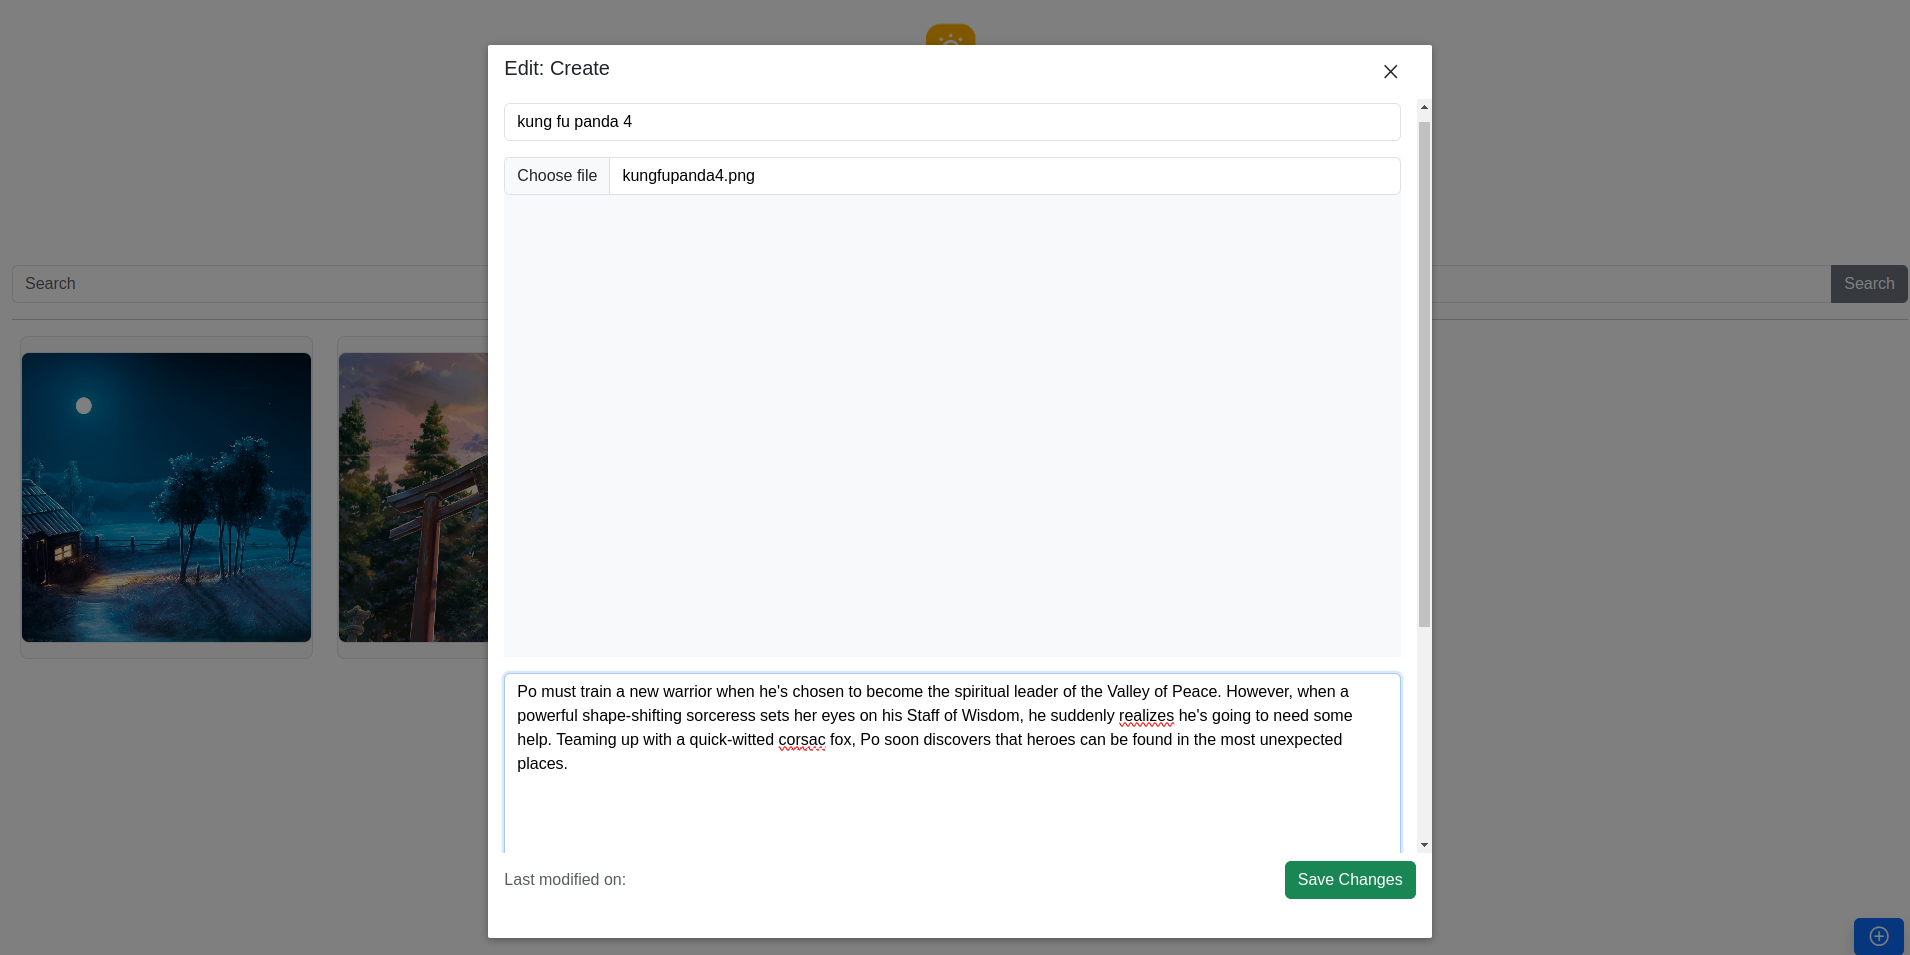 Edit: Create
kung fu panda 4
Choose file kungfupanda4.png
Search
Search
Po must train a new warrior when he's chosen to become the spiritual leader of the Valley of Peace. However, when a
powerful shape-shifting sorceress sets her eyes on his Staff of Wisdom, he suddenly realizes he's going to need some
help. Teaming up with a quick-witted corsac fox, Po soon discovers that heroes can be found in the most unexpected
places.
Last modified on:
Save Changes